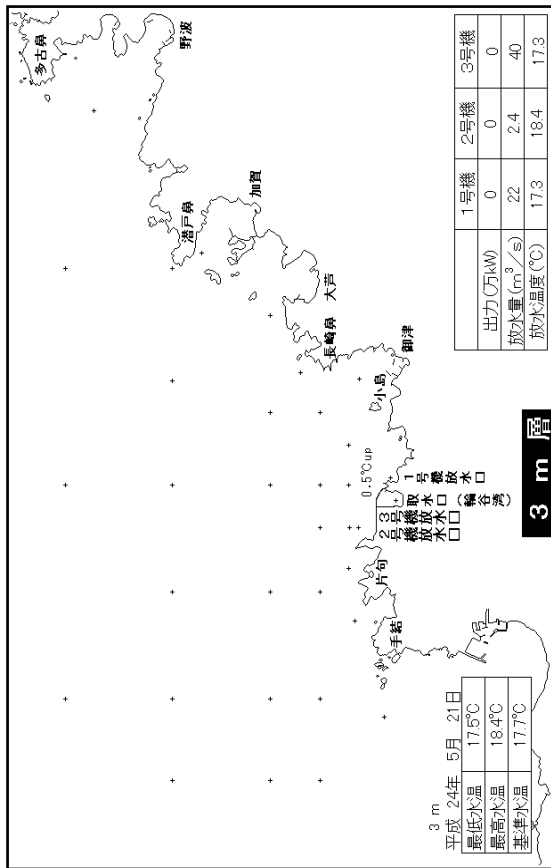 多古鼻
野波
潜戸鼻
加賀
大芦
長崎鼻
御津
小島
0.5℃up
1号機放水口
取水口(輪谷湾)
3号機放水口
2号機放水口
片句
手結
1号機 2号機 3号機
出力(万kW) 0 0 0
放水量(m³/s) 22 2.4 40
放水温度(℃) 17.3 18.4 17.3
3 m 層
3 m
平成 24年 5月 21日
最低水温 17.5℃
最高水温 18.4℃
基準水温 17.7℃